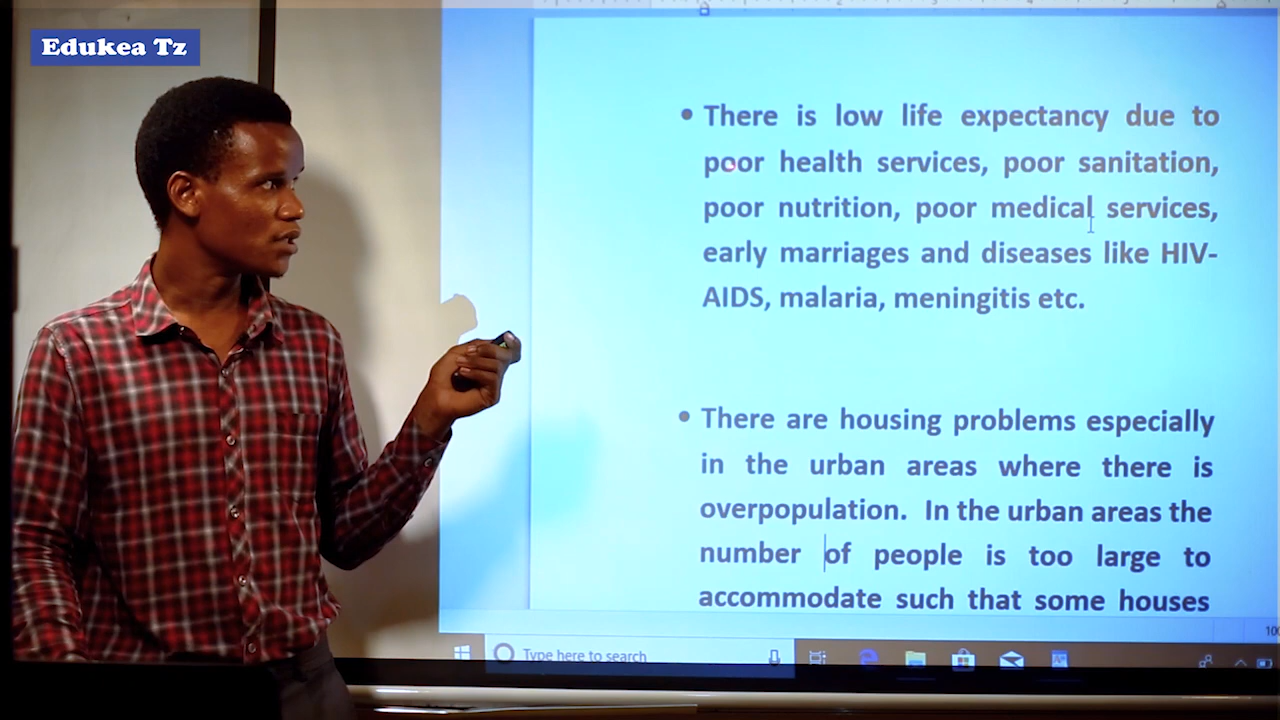 Edukea Tz
• There is low life expectancy due to
poor health services, poor sanitation,
poor nutrition, poor medical services,
early marriages and diseases like HIV-
AIDS, malaria, meningitis etc.
• There are housing problems especially
in the urban areas where there is
overpopulation. In the urban areas the
number of people is too large to
accommodate such that some houses
Type here to search